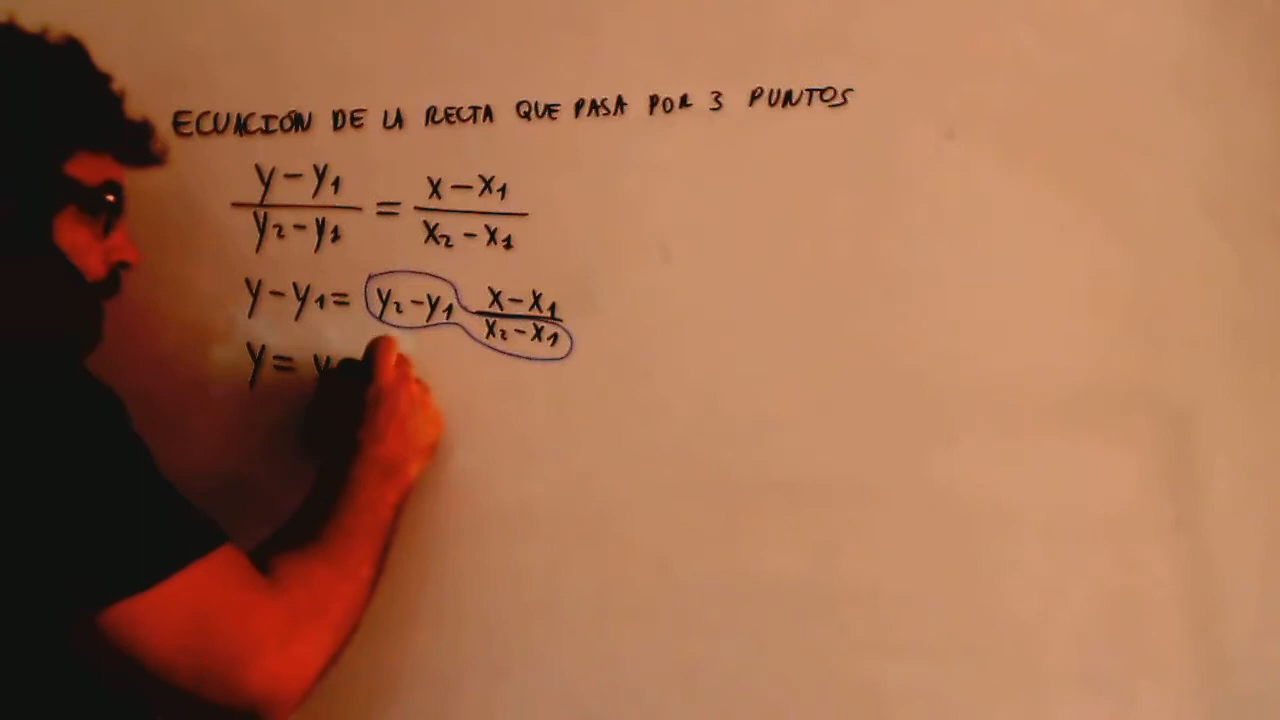 ECUACIÓN DE LA RECTA QUE PASA POR 3 PUNTOS
y-y₁ / y₂-y₁ = x-x₁ / x₂-x₁
y-y₁= y₂-y₁ x-x₁ / x₂-x₁
y=